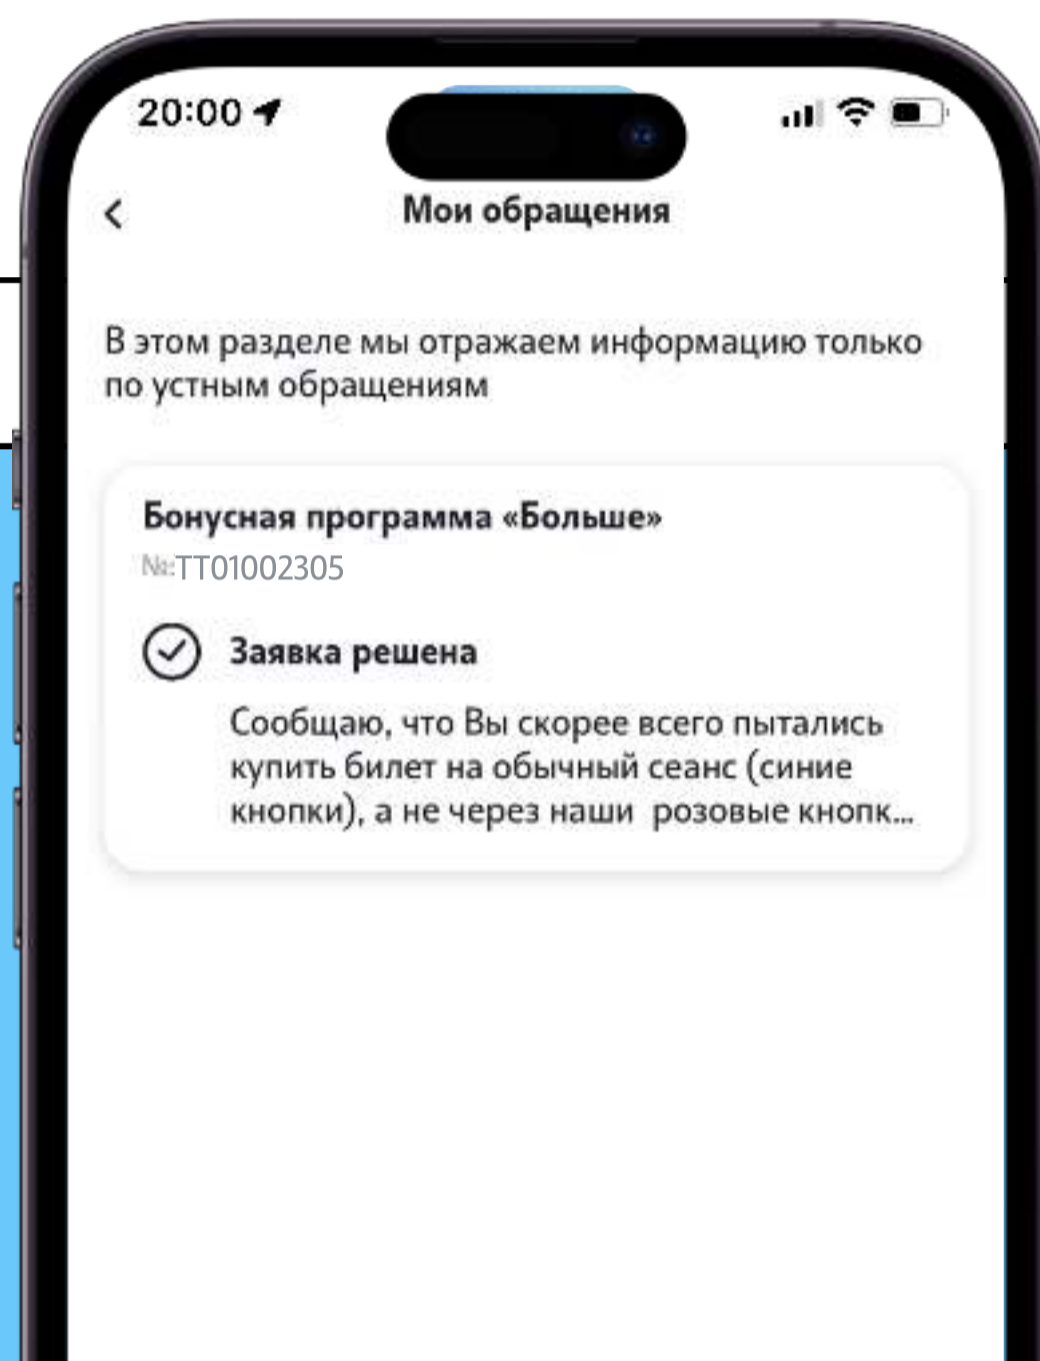 20:00
Мои обращения
В этом разделе мы отражаем информацию только
по устным обращениям
Бонусная программа «Больше»
№:ТТ01002305
Заявка решена
Сообщаю, что Вы скорее всего пытались
купить билет на обычный сеанс (синие
кнопки), а не через наши  розовые кнопк...